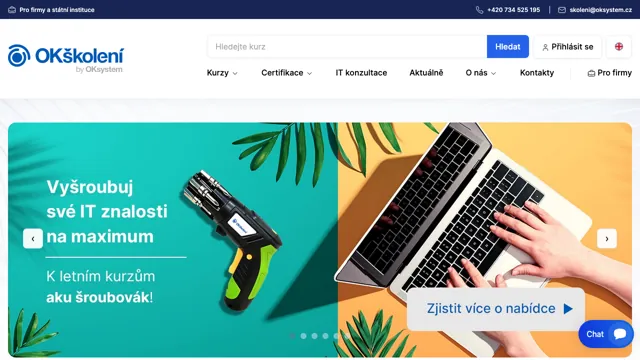 Pro firmy a státní instituce
+420 734 525 195
skoleni@oksystem.cz
OKškolení
by OKsystem
Hledejte kurz
Hledat
Přihlásit se
Kurzy
Certifikace
IT konzultace
Aktuálně
O nás
Kontakty
Pro firmy
Vyšroubuj
své IT znalosti
na maximum
K letním kurzům
aku šroubovák!
Zjistit více o nabídce
Chat